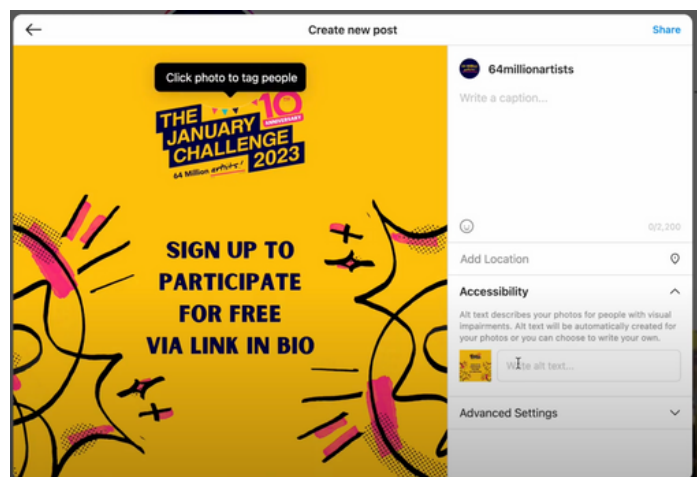 Create new post
Share
Click photo to tag people
THE
JANUARY
CHALLENGE
2023
10
ANNIVERSARY
64 Million artists!
SIGN UP TO
PARTICIPATE
FOR FREE
VIA LINK IN BIO
64millionartists
Write a caption...
0/2,200
Add Location
Accessibility
Alt text describes your photos for people with visual
impairments. Alt text will be automatically created for
your photos or you can choose to write your own.
Write alt text...
Advanced Settings